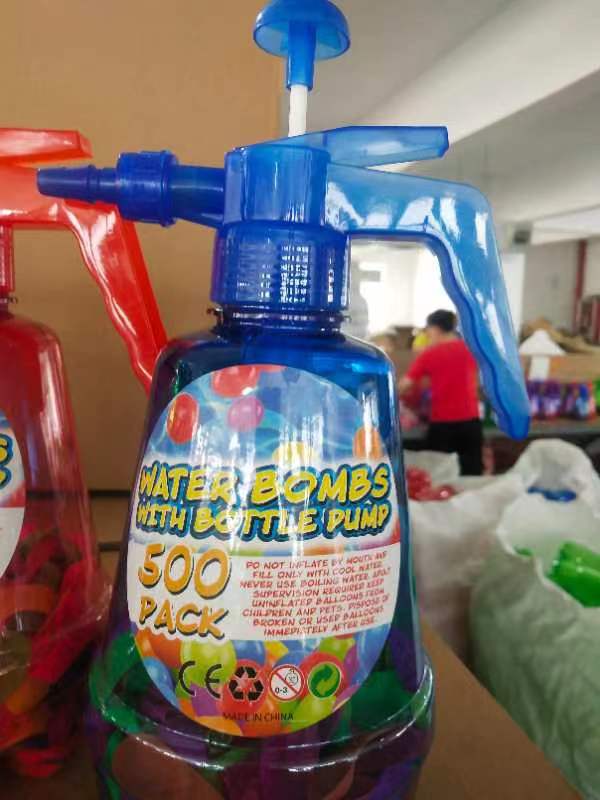 WATER BOMBS
WITH BOTTLE PUMP
500
PACK
DO NOT INFLATE BY MOUTH AND
FILL ONLY WITH COOL WATER.
NEVER USE BOILING WATER. ADULT
SUPERVISION REQUIRED KEEP
UNINFLATED BALLOONS FROM
CHILDREN AND PETS. DISPOSE OF
BROKEN OR USED BALLOONS
IMMEDIATELY AFTER USE.
CE
0-3
MADE IN CHINA